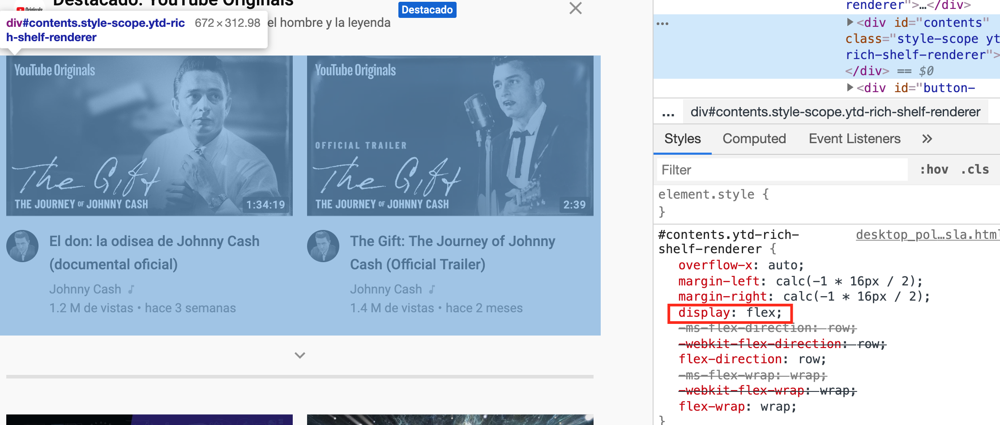 Destacado: YouTube Originals
Originals
Destacado
el hombre y la leyenda
div#contents.style-scope.ytd-ric
h-shelf-renderer
672 × 312.98
YouTube Originals
The Gift
THE JOURNEY OF JOHNNY CASH
1:34:19
YouTube Originals
OFFICIAL TRAILER
The Gift
THE JOURNEY OF JOHNNY CASH
2:39
El don: la odisea de Johnny Cash
(documental oficial)
Johnny Cash
1.2 M de vistas • hace 3 semanas
The Gift: The Journey of Johnny
Cash (Official Trailer)
Johnny Cash
1.4 M de vistas • hace 2 meses
renderer">…</div>
<div id="contents"
class="style-scope yt
rich-shelf-renderer">
</div> == $0
<div id="button-
... div#contents.style-scope.ytd-rich-shelf-renderer
Styles Computed Event Listeners »
Filter :hov .cls
element.style {
}
#contents.ytd-rich- desktop_pol…sla.html
shelf-renderer {
overflow-x: auto;
margin-left: calc(-1 * 16px / 2);
margin-right: calc(-1 * 16px / 2);
display: flex;
-ms-flex-direction: row;
-webkit-flex-direction: row;
flex-direction: row;
-ms-flex-wrap: wrap;
-webkit-flex-wrap: wrap;
flex-wrap: wrap;
}